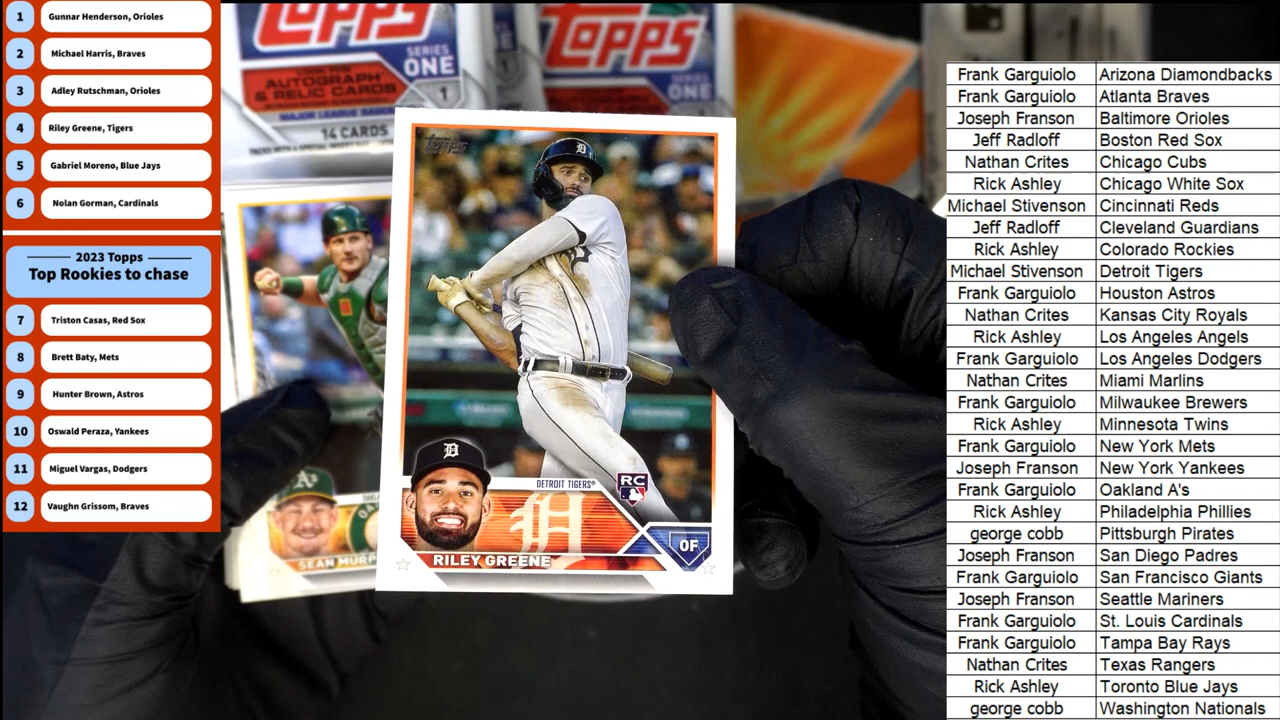 1 Gunnar Henderson, Orioles
2 Michael Harris, Braves
3 Adley Rutschman, Orioles
4 Riley Greene, Tigers
5 Gabriel Moreno, Blue Jays
6 Nolan Gorman, Cardinals
2023 Topps
Top Rookies to chase
7 Triston Casas, Red Sox
8 Brett Baty, Mets
9 Hunter Brown, Astros
10 Oswald Peraza, Yankees
11 Miguel Vargas, Dodgers
12 Vaughn Grissom, Braves
Topps
SERIES
ONE
AUTOGRAPH
& RELIC CARDS
1
14 CARDS
Topps
SERIES
ONE
Topps
D
D
DETROIT TIGERS®
RC
OF
RILEY GREENE
A's
SEAN MURP
Frank Garguiolo Arizona Diamondbacks
Frank Garguiolo Atlanta Braves
Joseph Franson Baltimore Orioles
Jeff Radloff Boston Red Sox
Nathan Crites Chicago Cubs
Rick Ashley Chicago White Sox
Michael Stivenson Cincinnati Reds
Jeff Radloff Cleveland Guardians
Rick Ashley Colorado Rockies
Michael Stivenson Detroit Tigers
Frank Garguiolo Houston Astros
Nathan Crites Kansas City Royals
Rick Ashley Los Angeles Angels
Frank Garguiolo Los Angeles Dodgers
Nathan Crites Miami Marlins
Frank Garguiolo Milwaukee Brewers
Rick Ashley Minnesota Twins
Frank Garguiolo New York Mets
Joseph Franson New York Yankees
Frank Garguiolo Oakland A's
Rick Ashley Philadelphia Phillies
george cobb Pittsburgh Pirates
Joseph Franson San Diego Padres
Frank Garguiolo San Francisco Giants
Joseph Franson Seattle Mariners
Frank Garguiolo St. Louis Cardinals
Frank Garguiolo Tampa Bay Rays
Nathan Crites Texas Rangers
Rick Ashley Toronto Blue Jays
george cobb Washington Nationals